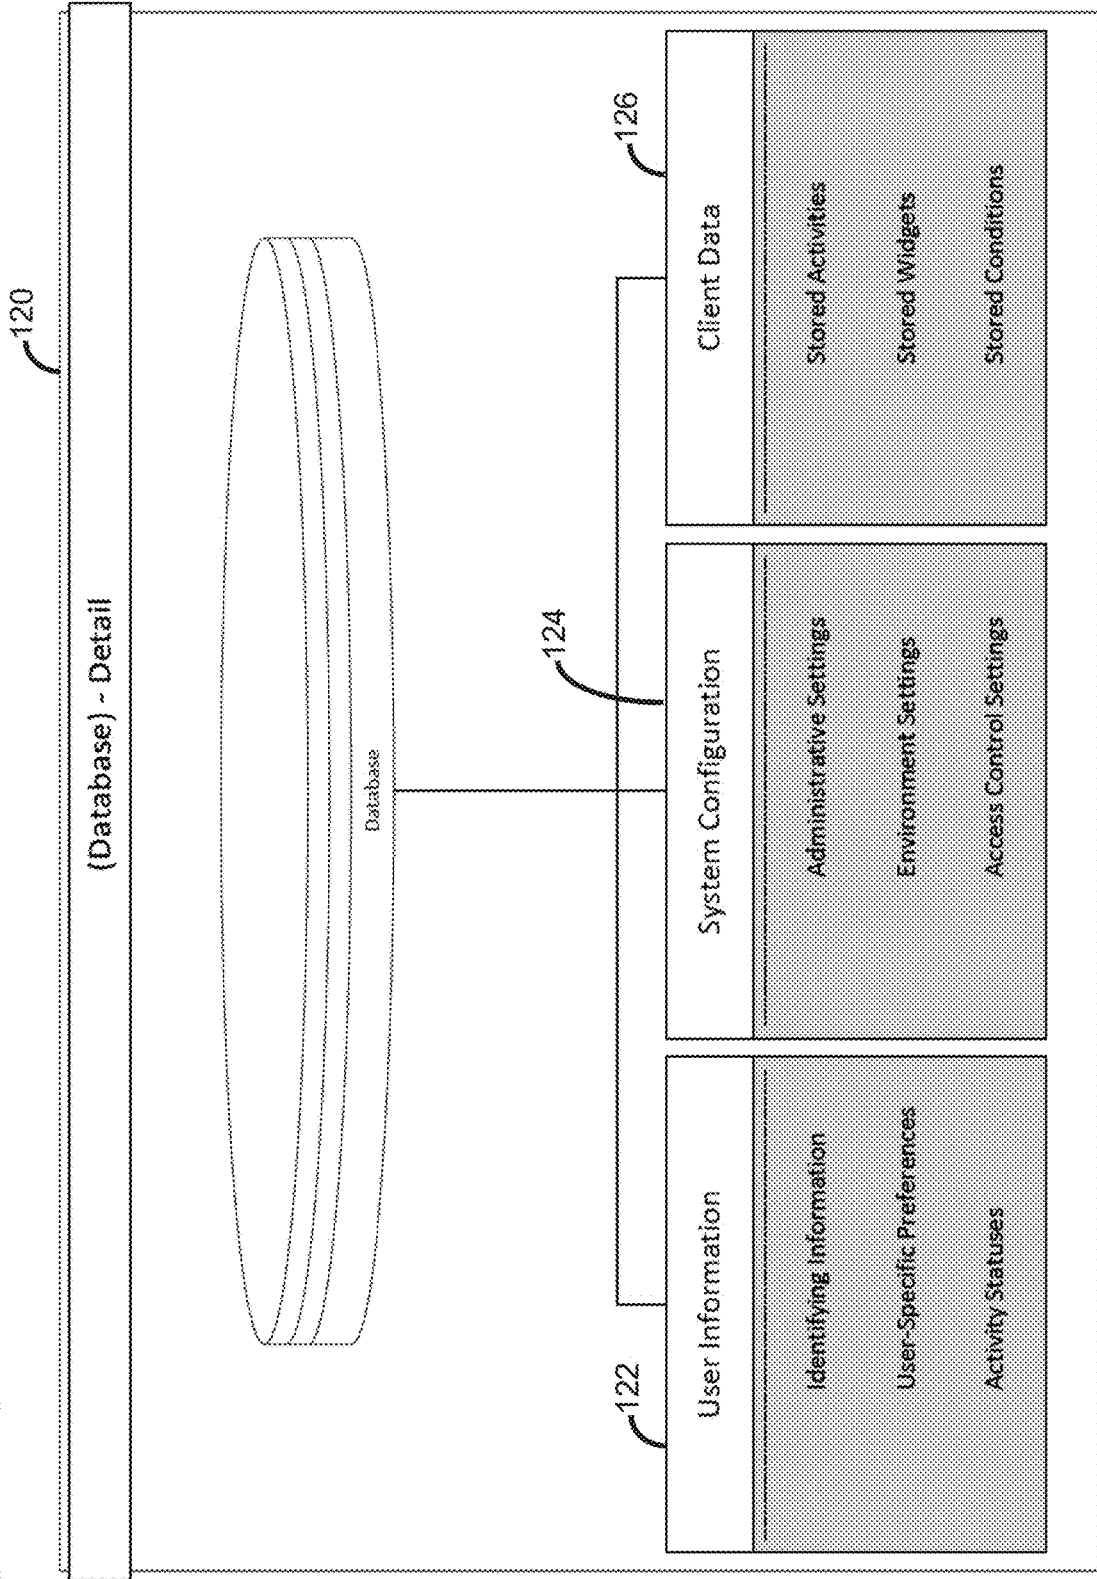 120
(Database) - Detail
Database
122
124
126
User Information
Identifying Information
User-Specific Preferences
Activity Statuses
System Configuration
Administrative Settings
Environment Settings
Access Control Settings
Client Data
Stored Activities
Stored Widgets
Stored Conditions